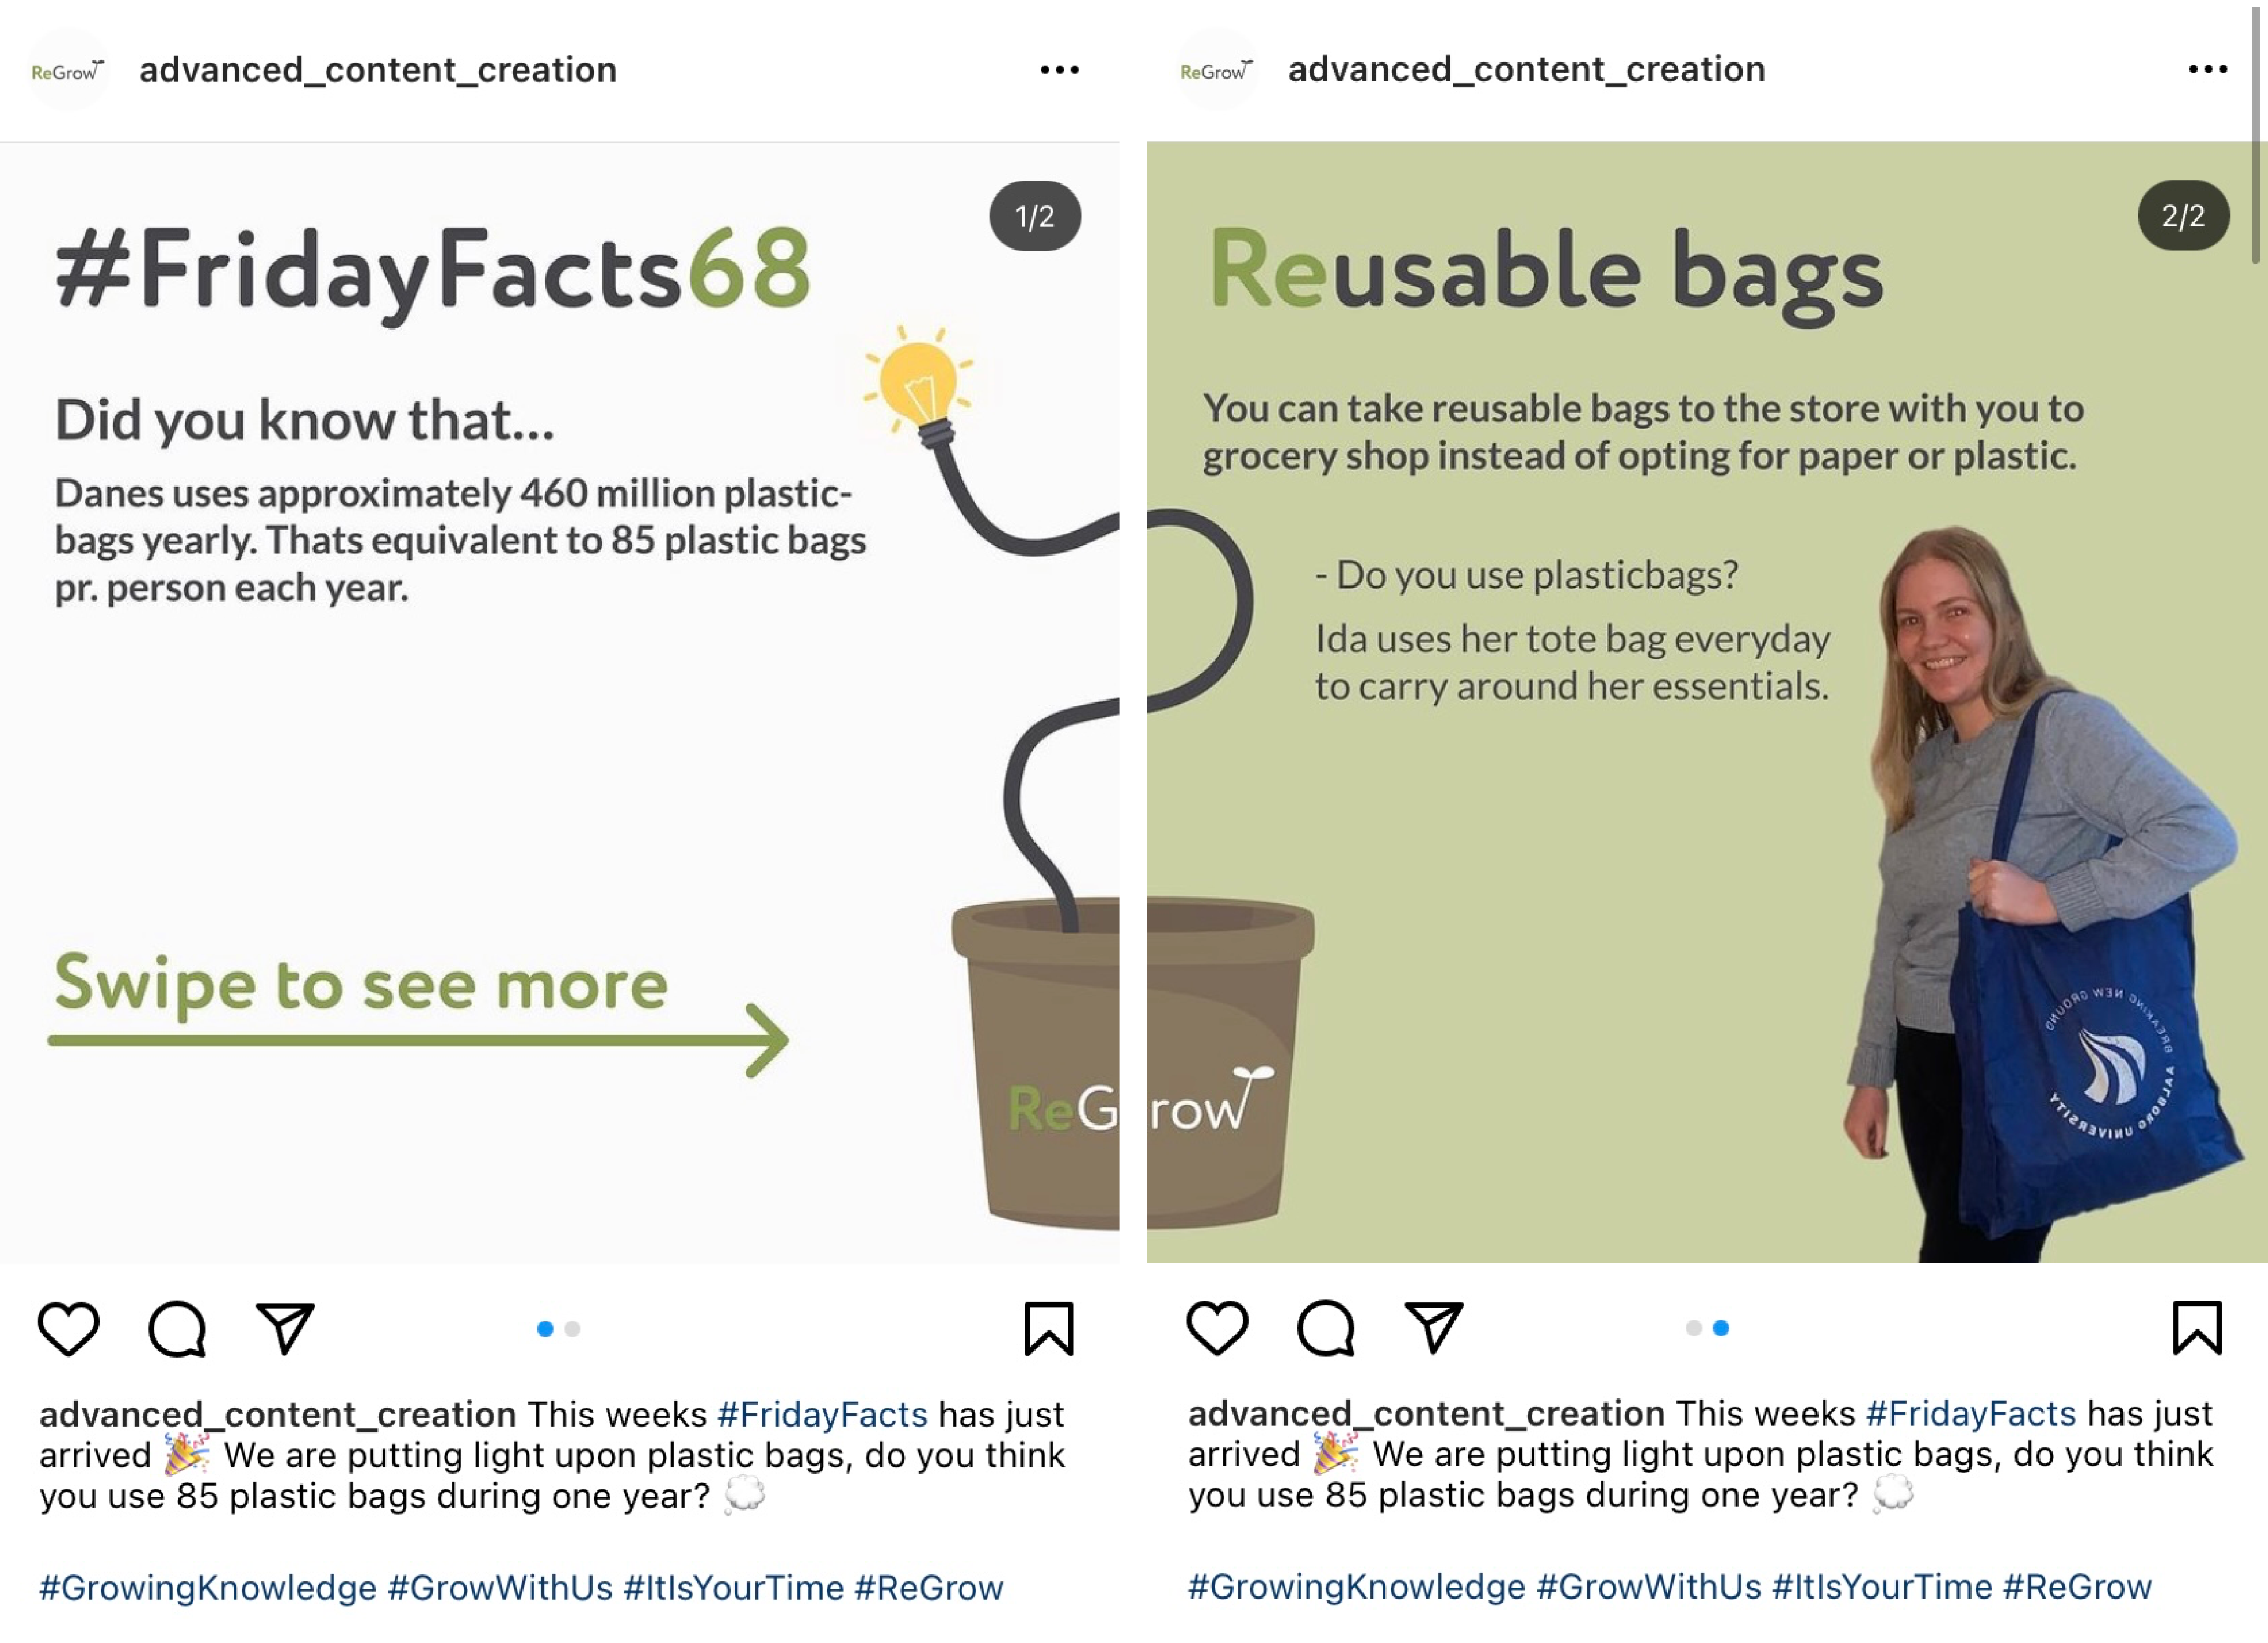 ReGrow advanced_content_creation
1/2
#FridayFacts68
Did you know that...
Danes uses approximately 460 million plastic-
bags yearly. Thats equivalent to 85 plastic bags
pr. person each year.
Swipe to see more
ReG
advanced_content_creation This weeks #FridayFacts has just
arrived 🎉 We are putting light upon plastic bags, do you think
you use 85 plastic bags during one year? 💭
#GrowingKnowledge #GrowWithUs #ItIsYourTime #ReGrow
ReGrow advanced_content_creation
2/2
Reusable bags
You can take reusable bags to the store with you to
grocery shop instead of opting for paper or plastic.
- Do you use plasticbags?
Ida uses her tote bag everyday
to carry around her essentials.
BREAKING NEW GROUND
AALBORG UNIVERSITY
row
advanced_content_creation This weeks #FridayFacts has just
arrived 🎉 We are putting light upon plastic bags, do you think
you use 85 plastic bags during one year? 💭
#GrowingKnowledge #GrowWithUs #ItIsYourTime #ReGrow